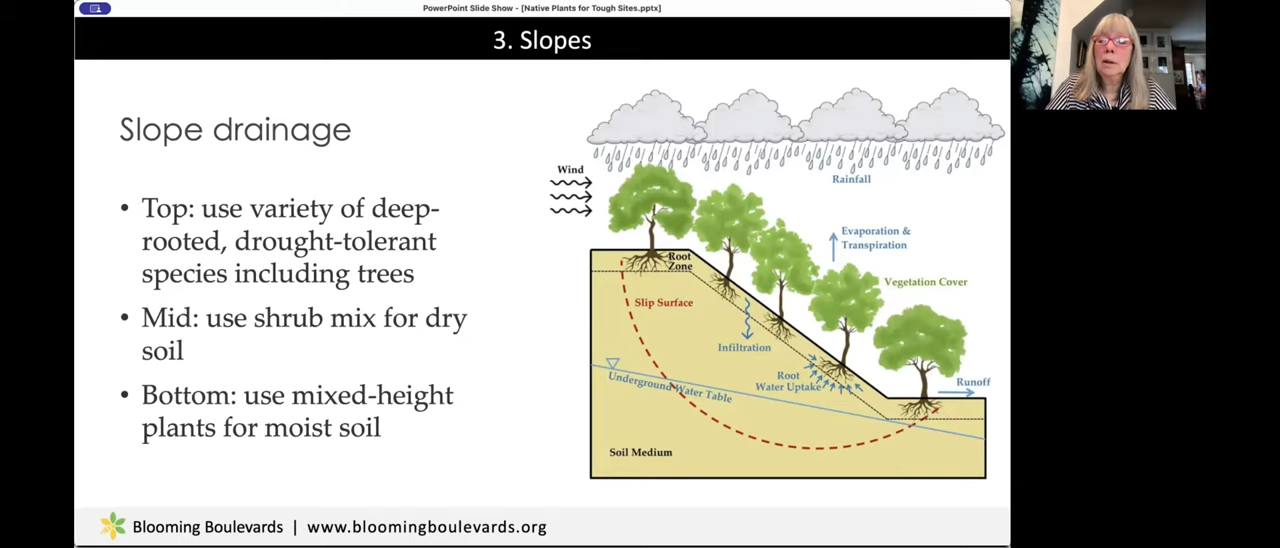 PowerPoint Slide Show - [Native Plants for Tough Sites.pptx]
3. Slopes
Slope drainage
• Top: use variety of deep-
rooted, drought-tolerant
species including trees
• Mid: use shrub mix for dry
soil
• Bottom: use mixed-height
plants for moist soil
Wind
Rainfall
Evaporation &
Transpiration
Root
Zone
Vegetation Cover
Slip Surface
Infiltration
Root
Water Uptake
Underground Water Table
Runoff
Soil Medium
Blooming Boulevards | www.bloomingboulevards.org